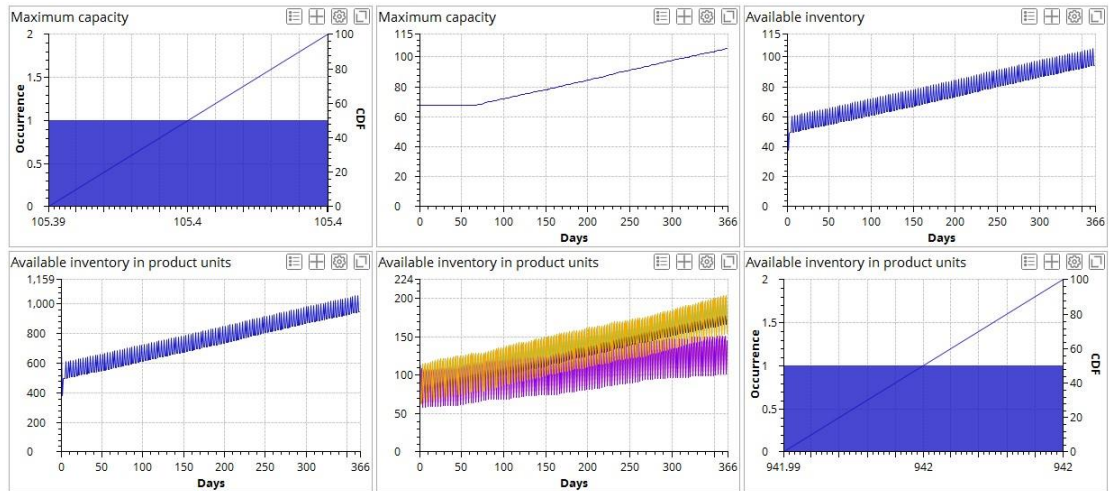 Maximum capacity
2
1.5
1
0.5
0
Occurrence
100
80
60
40
20
0
CDF
105.39 105.4 105.4
Maximum capacity
115
100
80
60
40
20
0
0 50 100 150 200 250 300 366
Days
Available inventory
115
100
80
60
40
20
0
0 50 100 150 200 250 300 366
Days
Available inventory in product units
1,159
1,000
800
600
400
200
0
0 50 100 150 200 250 300 366
Days
Available inventory in product units
224
200
150
100
50
0
0 50 100 150 200 250 300 366
Days
Available inventory in product units
2
1.5
1
0.5
0
Occurrence
100
80
60
40
20
0
CDF
941.99 942 942